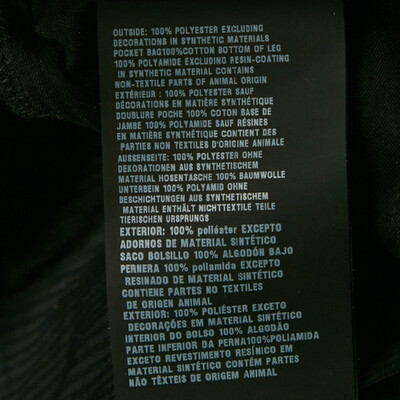 OUTSIDE: 100% POLYESTER EXCLUDING
DECORATIONS IN SYNTHETIC MATERIALS
POCKET BAG100%COTTON BOTTOM OF LEG
100% POLYAMIDE EXCLUDING RESIN-COATING
IN SYNTHETIC MATERIAL CONTAINS
NON-TEXTILE PARTS OF ANIMAL ORIGIN
EXTÉRIEUR : 100% POLYESTER SAUF
DÉCORATIONS EN MATIÈRE SYNTHÉTIQUE
DOUBLURE POCHE 100% COTON BASE DE
JAMBE 100% POLYAMIDE SAUF RÉSINES
EN MATIÈRE SYNTHÉTIQUE CONTIENT DES
PARTIES NON TEXTILES D'ORIGINE ANIMALE
AUSSENSEITE: 100% POLYESTER OHNE
DEKORATIONEN AUS SYNTHETISCHEM
MATERIAL HOSENTASCHE 100% BAUMWOLLE
UNTERBEIN 100% POLYAMID OHNE
BESCHICHTUNGEN AUS SYNTHETISCHEM
MATERIAL ENTHÄLT NICHTTEXTILE TEILE
TIERISCHEN URSPRUNGS
EXTERIOR: 100% poliéster EXCEPTO
ADORNOS DE MATERIAL SINTÉTICO
SACO BOLSILLO 100% ALGODÓN BAJO
PERNERA 100% poliamida EXCEPTO
RESINADO DE MATERIAL SINTÉTICO
CONTIENE PARTES NO TEXTILES
DE ORIGEN ANIMAL
EXTERIOR: 100% POLIÉSTER EXCETO
DECORAÇÕES EM MATERIAL SINTÉTICO
INTERIOR DO BOLSO 100% ALGODÃO
PARTE INFERIOR DA PERNA100%POLIAMIDA
EXCETO REVESTIMENTO RESÍNICO EM
MATERIAL SINTÉTICO CONTÉM PARTES
NÃO TÊXTEIS DE ORIGEM ANIMAL